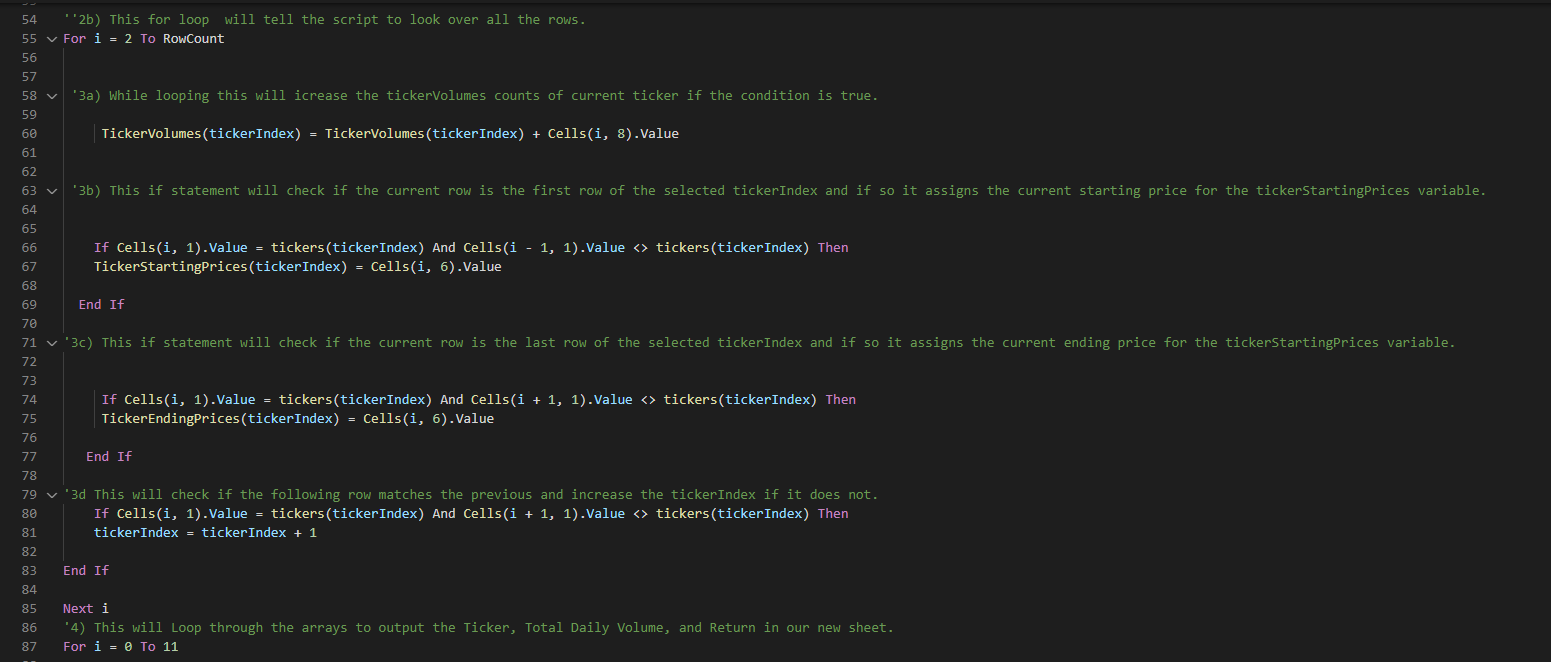 54 ''2b) This for loop  will tell the script to look over all the rows.
55 For i = 2 To RowCount
56
57
58 '3a) While looping this will icrease the tickerVolumes counts of current ticker if the condition is true.
59
60 TickerVolumes(tickerIndex) = TickerVolumes(tickerIndex) + Cells(i, 8).Value
61
62
63 '3b) This if statement will check if the current row is the first row of the selected tickerIndex and if so it assigns the current starting price for the tickerStartingPrices variable.
64
65
66 If Cells(i, 1).Value = tickers(tickerIndex) And Cells(i - 1, 1).Value <> tickers(tickerIndex) Then
67 TickerStartingPrices(tickerIndex) = Cells(i, 6).Value
68
69 End If
70
71 '3c) This if statement will check if the current row is the last row of the selected tickerIndex and if so it assigns the current ending price for the tickerStartingPrices variable.
72
73
74 If Cells(i, 1).Value = tickers(tickerIndex) And Cells(i + 1, 1).Value <> tickers(tickerIndex) Then
75 TickerEndingPrices(tickerIndex) = Cells(i, 6).Value
76
77 End If
78
79 '3d This will check if the following row matches the previous and increase the tickerIndex if it does not.
80 If Cells(i, 1).Value = tickers(tickerIndex) And Cells(i + 1, 1).Value <> tickers(tickerIndex) Then
81 tickerIndex = tickerIndex + 1
82
83 End If
84
85 Next i
86 '4) This will Loop through the arrays to output the Ticker, Total Daily Volume, and Return in our new sheet.
87 For i = 0 To 11